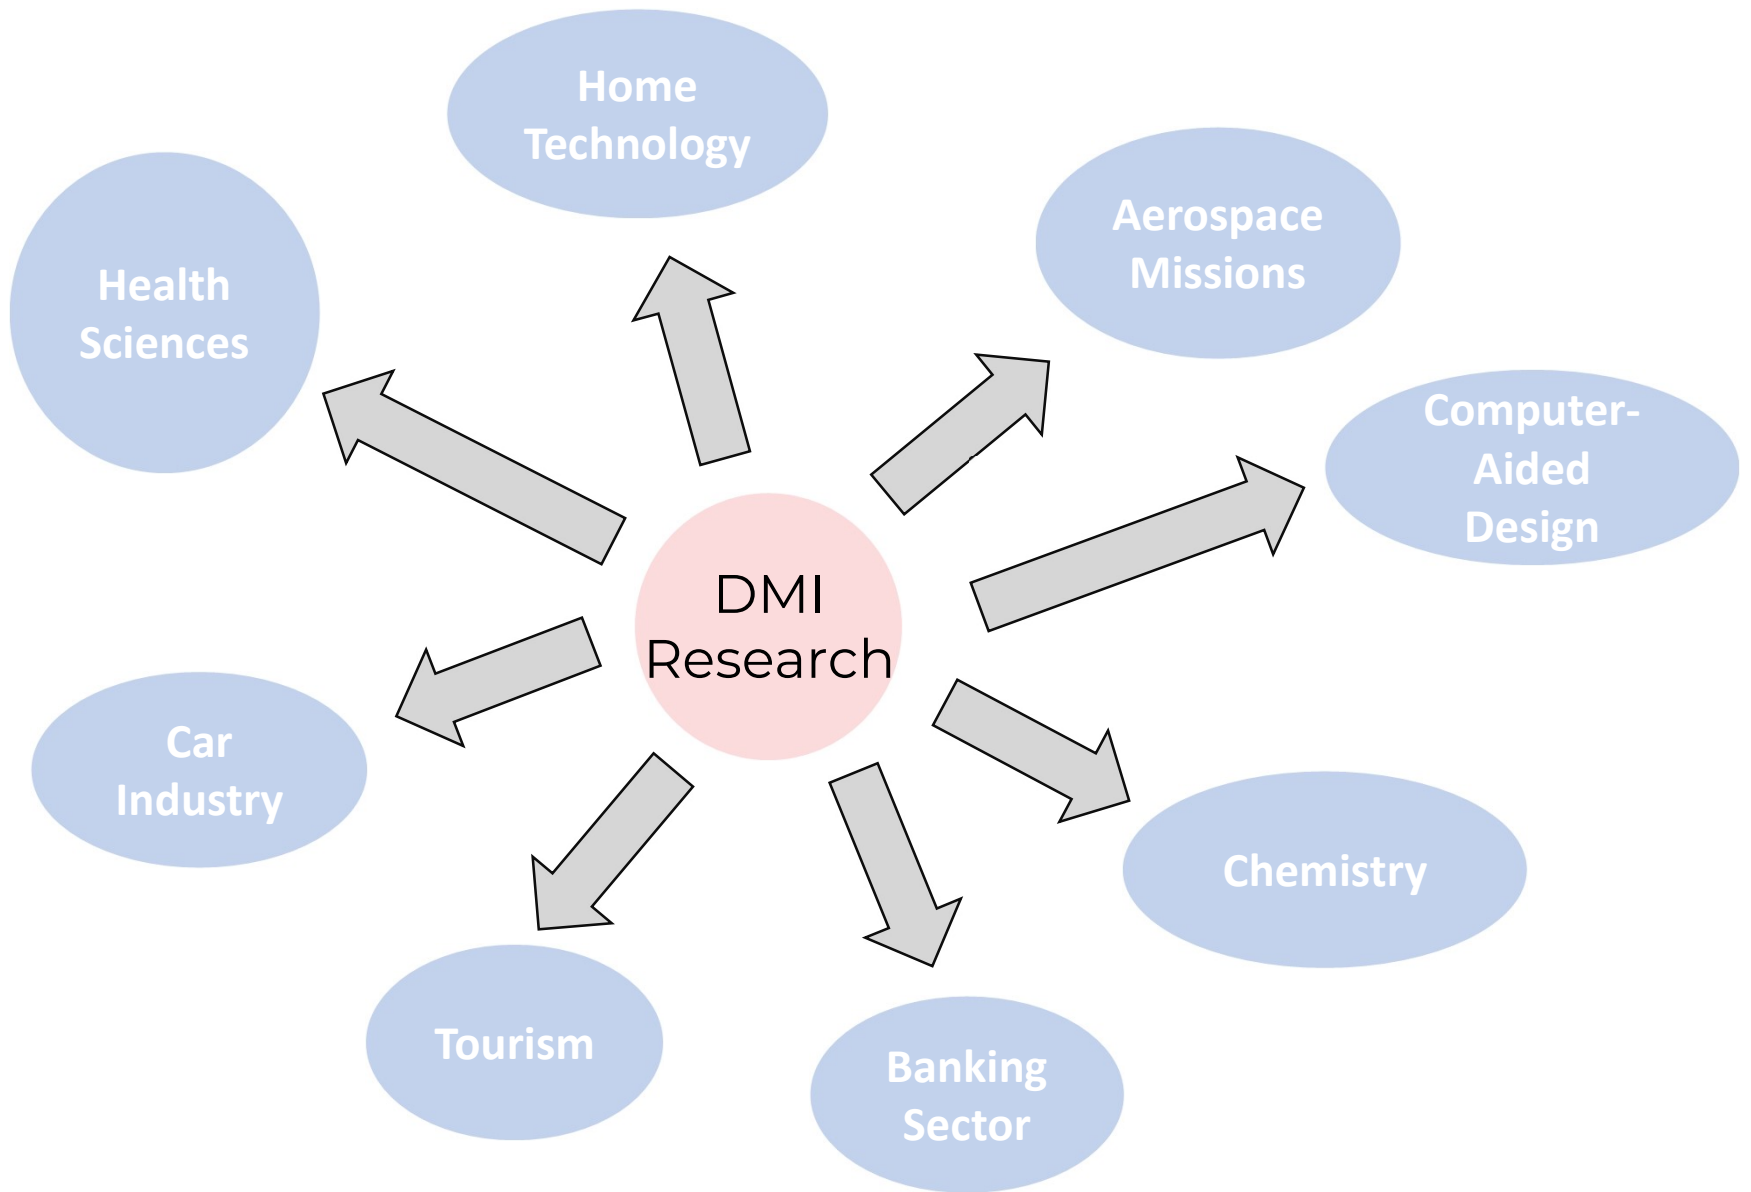 Home
Technology
Aerospace
Missions
Health
Sciences
Computer-
Aided
Design
DMI
Research
Car
Industry
Chemistry
Tourism
Banking
Sector